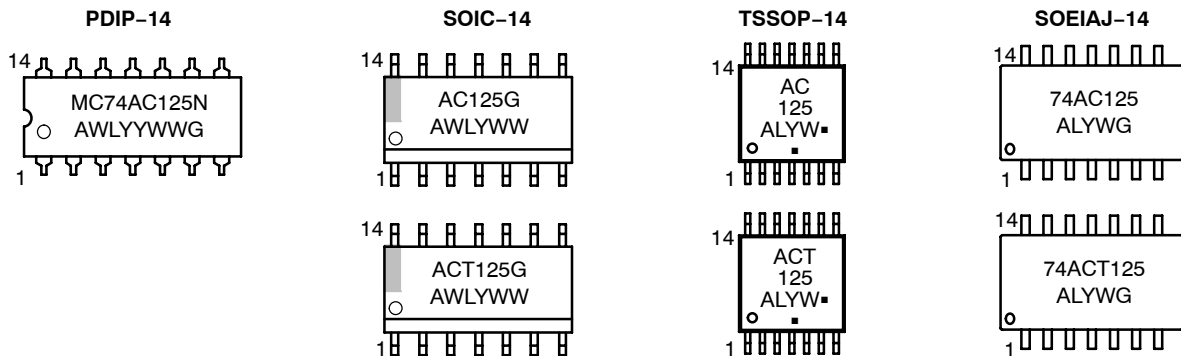 PDIP−14
14
MC74AC125N
AWLYYWWG
1
SOIC−14
14
AC125G
AWLYWW
1
14
ACT125G
AWLYWW
1
TSSOP−14
14
AC
125
ALYW▪
▪
1
14
ACT
125
ALYW▪
▪
1
SOEIAJ−14
14
74AC125
ALYWG
1
14
74ACT125
ALYWG
1